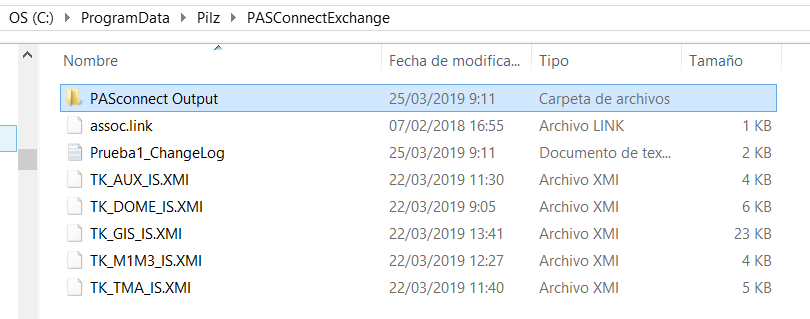 OS (C:) ProgramData Pilz PASConnectExchange
Nombre Fecha de modifica... Tipo Tamaño
PASconnect Output 25/03/2019 9:11 Carpeta de archivos
assoc.link 07/02/2018 16:55 Archivo LINK 1 KB
Prueba1_ChangeLog 25/03/2019 9:11 Documento de tex... 2 KB
TK_AUX_IS.XMI 22/03/2019 11:30 Archivo XMI 4 KB
TK_DOME_IS.XMI 22/03/2019 9:05 Archivo XMI 6 KB
TK_GIS_IS.XMI 22/03/2019 13:41 Archivo XMI 23 KB
TK_M1M3_IS.XMI 22/03/2019 12:27 Archivo XMI 4 KB
TK_TMA_IS.XMI 22/03/2019 11:40 Archivo XMI 5 KB